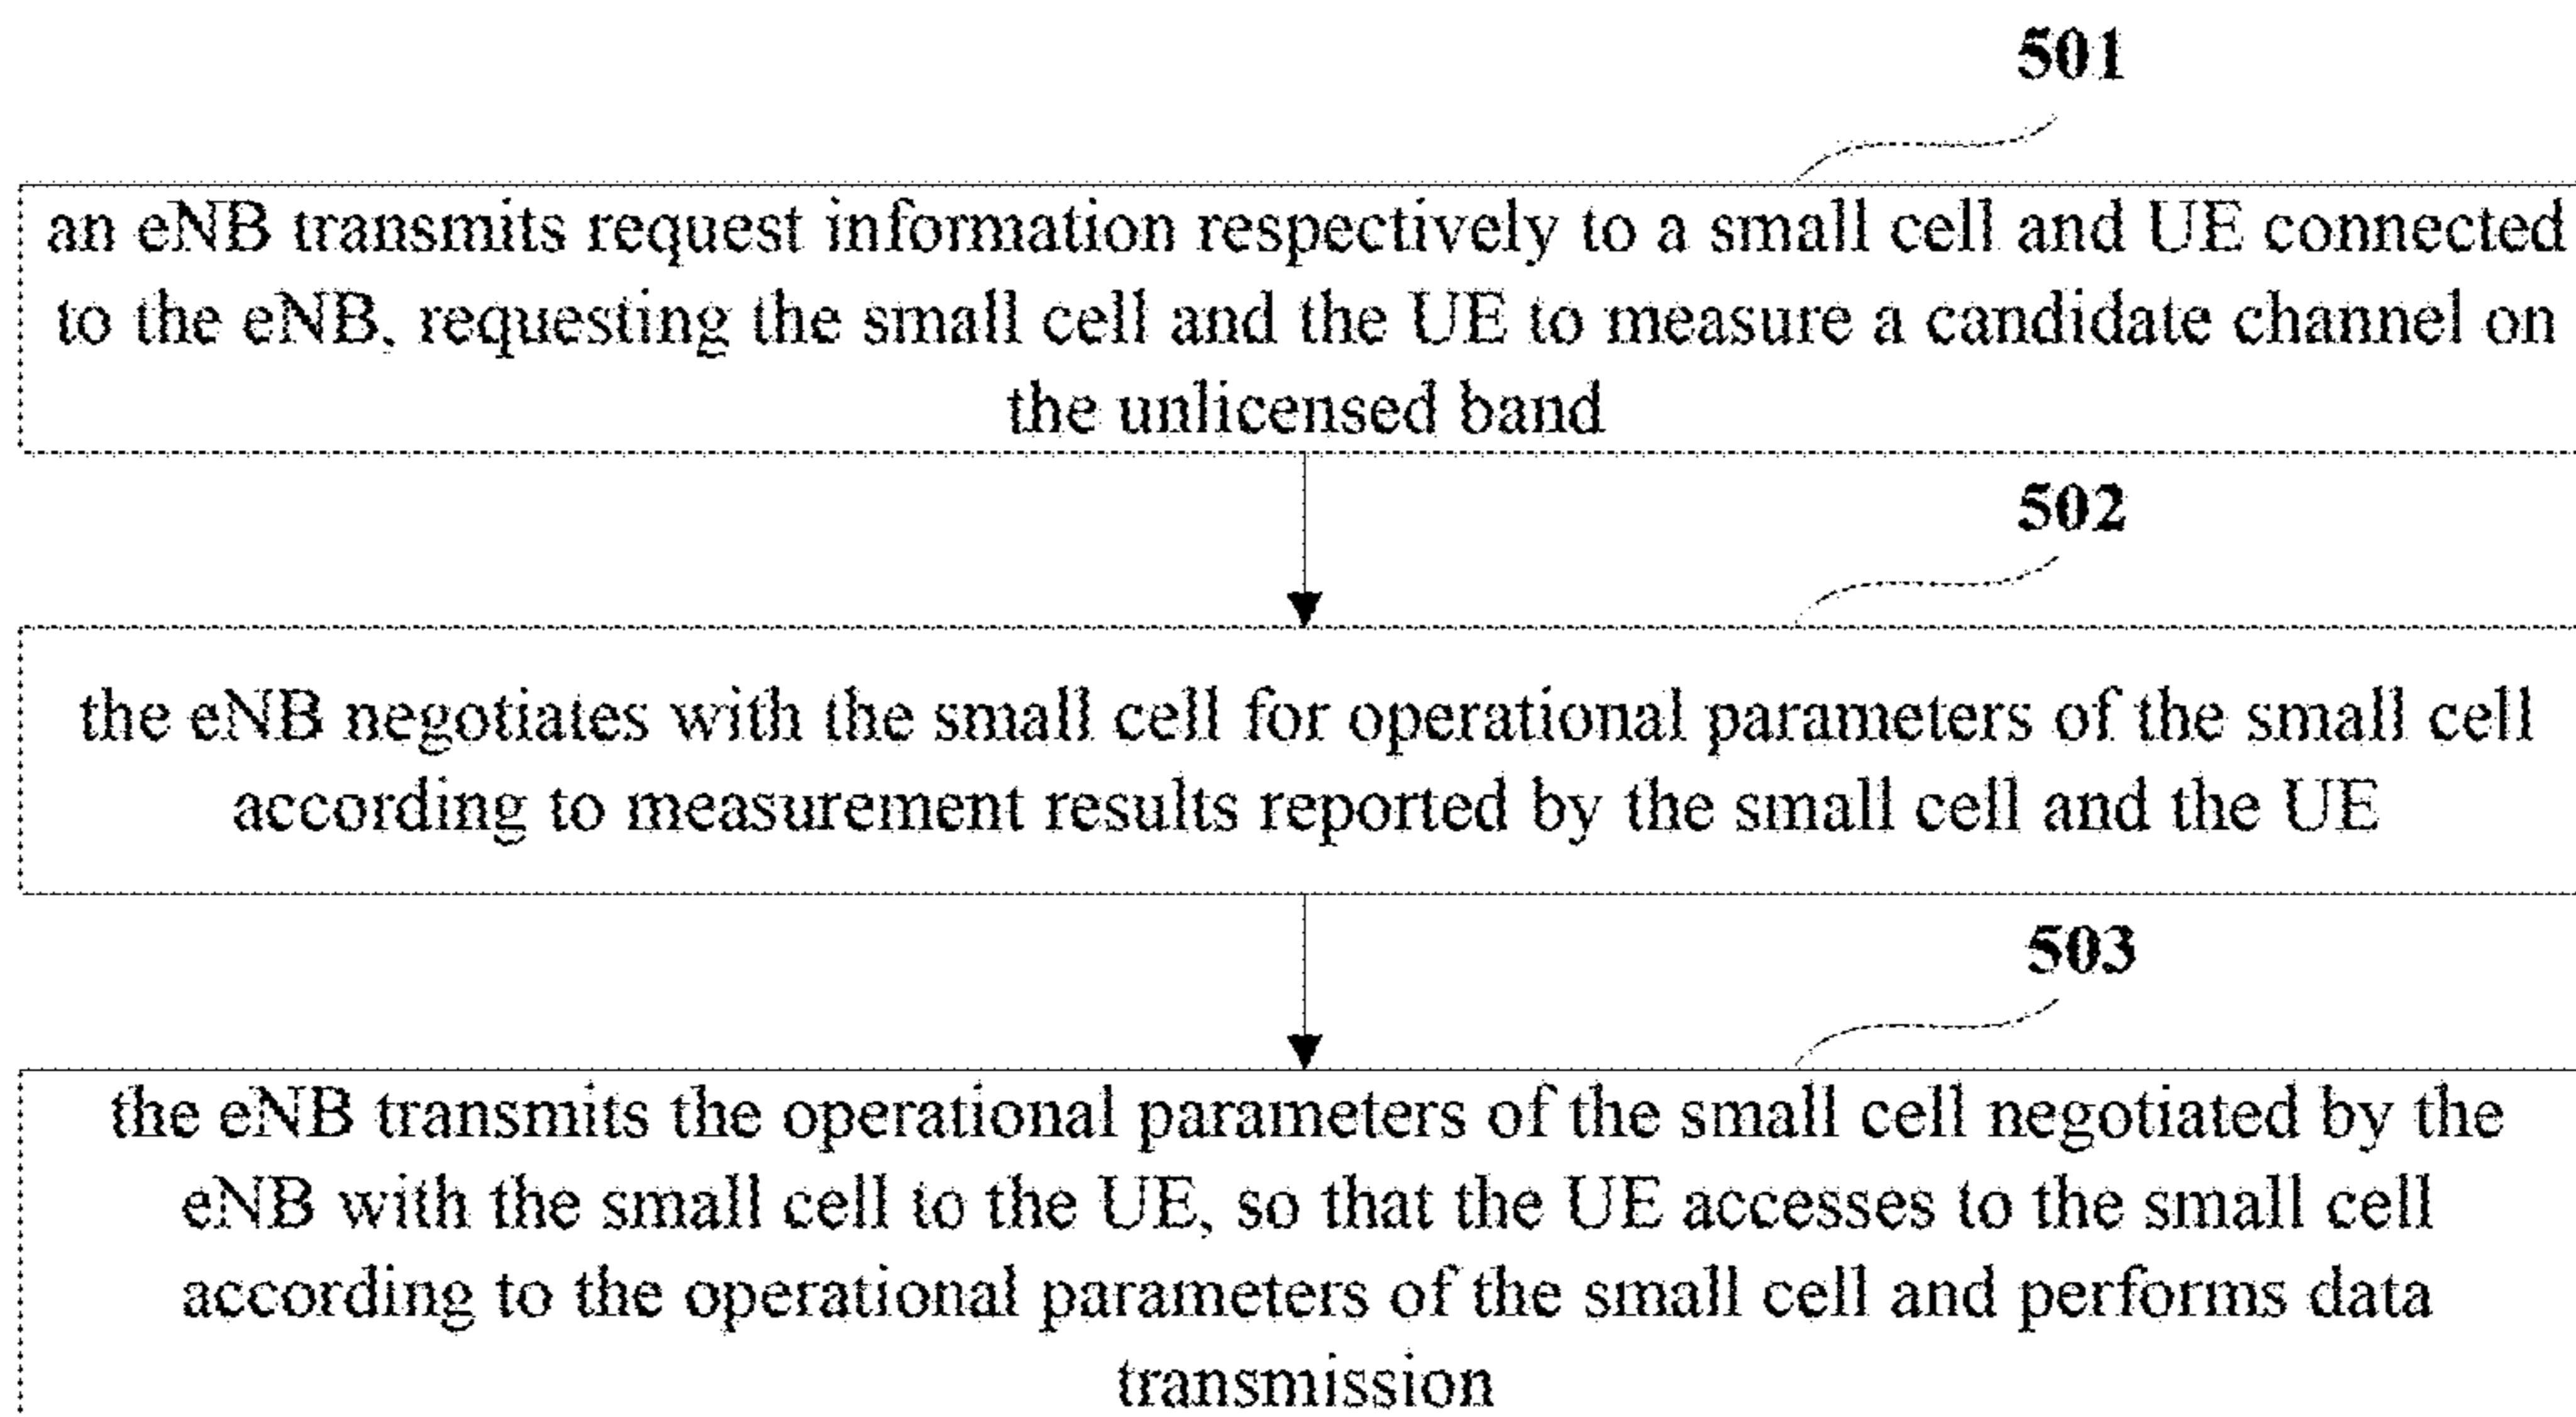 501
an eNB transmits request information respectively to a small cell and UE connected
to the eNB, requesting the small cell and the UE to measure a candidate channel on
the unlicensed band
502
the eNB negotiates with the small cell for operational parameters of the small cell
according to measurement results reported by the small cell and the UE
503
the eNB transmits the operational parameters of the small cell negotiated by the
eNB with the small cell to the UE, so that the UE accesses to the small cell
according to the operational parameters of the small cell and performs data
transmission